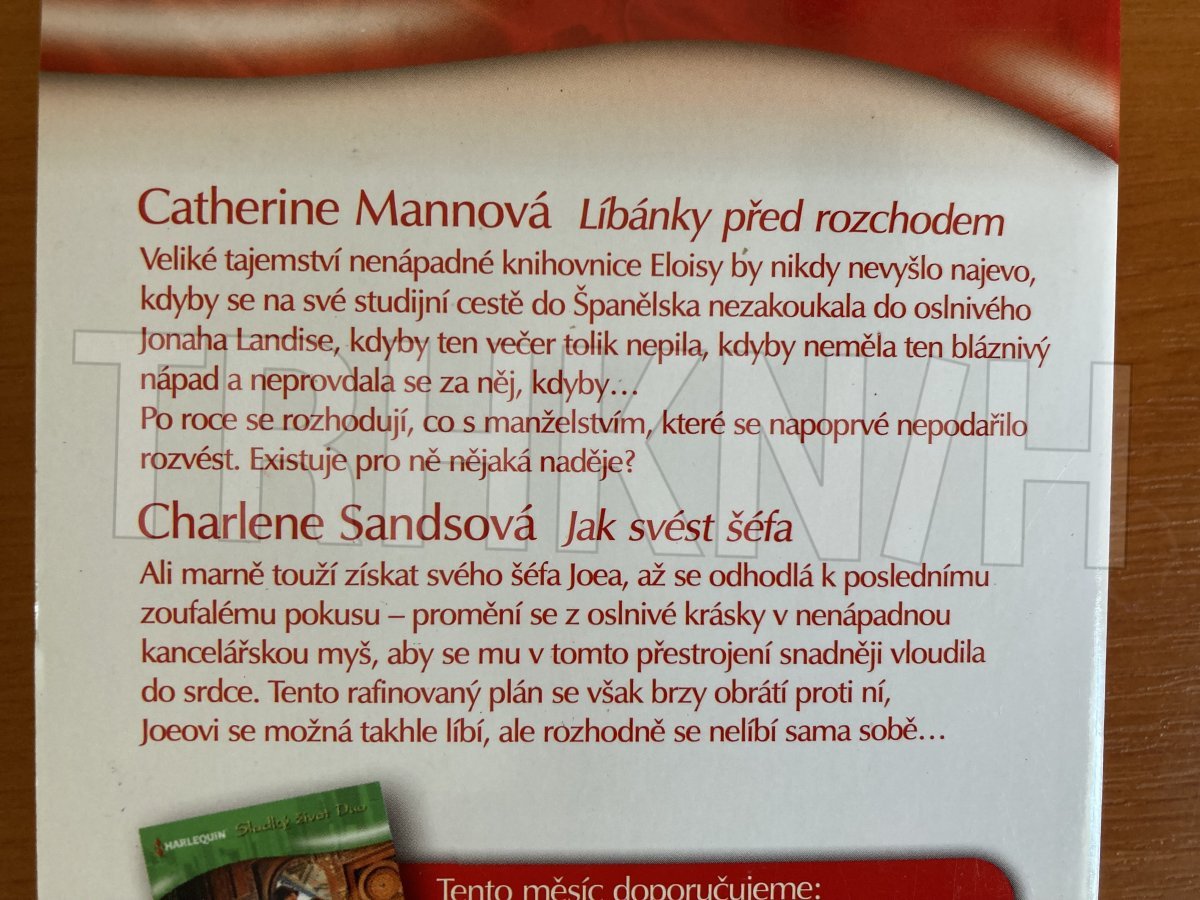 Catherine Mannová Líbánky před rozchodem
Veliké tajemství nenápadné knihovnice Eloisy by nikdy nevyšlo najevo,
kdyby se na své studijní cestě do Španělska nezakoukala do oslnivého
Jonaha Landise, kdyby ten večer tolik nepila, kdyby neměla ten bláznivý
nápad a neprovdala se za něj, kdyby…
Po roce se rozhodují, co s manželstvím, které se napoprvé nepodařilo
rozvést. Existuje pro ně nějaká naděje?
TRHKN/H
Charlene Sandsová Jak svést šéfa
Ali marně touží získat svého šéfa Joea, až se odhodlá k poslednímu
zoufalému pokusu – promění se z oslnivé krásky v nenápadnou
kancelářskou myš, aby se mu v tomto přestrojení snadněji vloudila
do srdce. Tento rafinovaný plán se však brzy obrátí proti ní,
Joeovi se možná takhle líbí, ale rozhodně se nelíbí sama sobě…
HARLEQUIN Sladký život Duo
Tento měsíc doporučujeme: